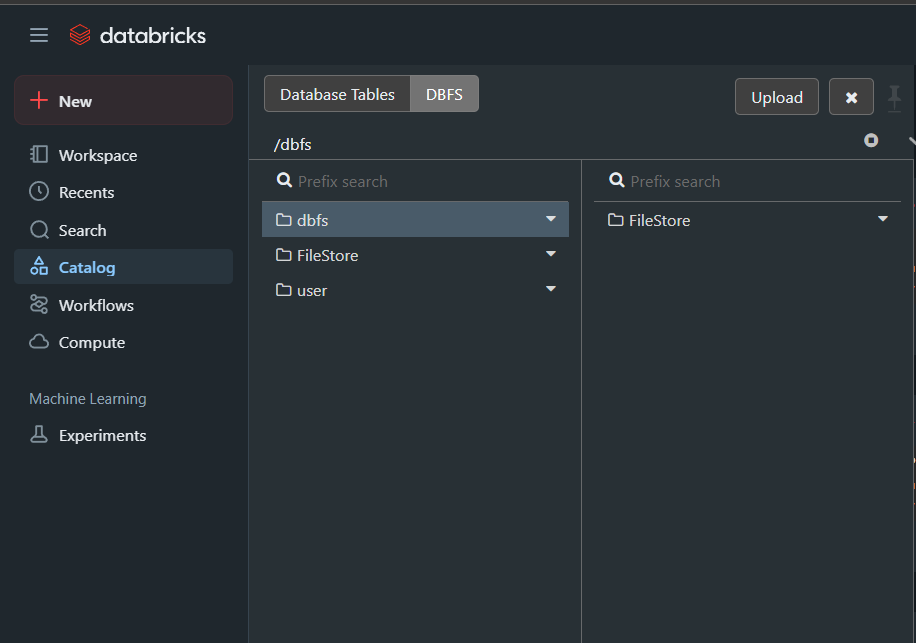 databricks
New
Workspace
Recents
Search
Catalog
Workflows
Compute
Machine Learning
Experiments
Database Tables DBFS
Upload
/dbfs
Prefix search
dbfs
FileStore
user
Prefix search
FileStore